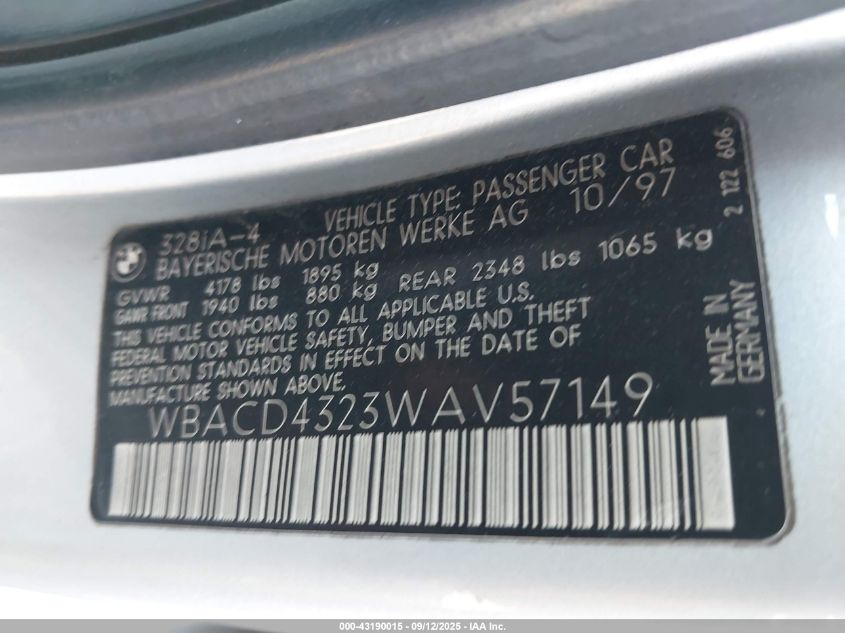 328iA-4 VEHICLE TYPE: PASSENGER CAR
BAYERISCHE MOTOREN WERKE AG 10/97
GVWR 4178 lbs 1895 kg
GAWR FRONT 1940 lbs 880 kg REAR 2348 lbs 1065 kg
THIS VEHICLE CONFORMS TO ALL APPLICABLE U.S.
FEDERAL MOTOR VEHICLE SAFETY, BUMPER AND THEFT
PREVENTION STANDARDS IN EFFECT ON THE DATE OF
MANUFACTURE SHOWN ABOVE.
WBACD4323WAV57149
2 122 606
MADE IN
GERMANY
000-43190015 - 09/12/2025 - IAA Inc.